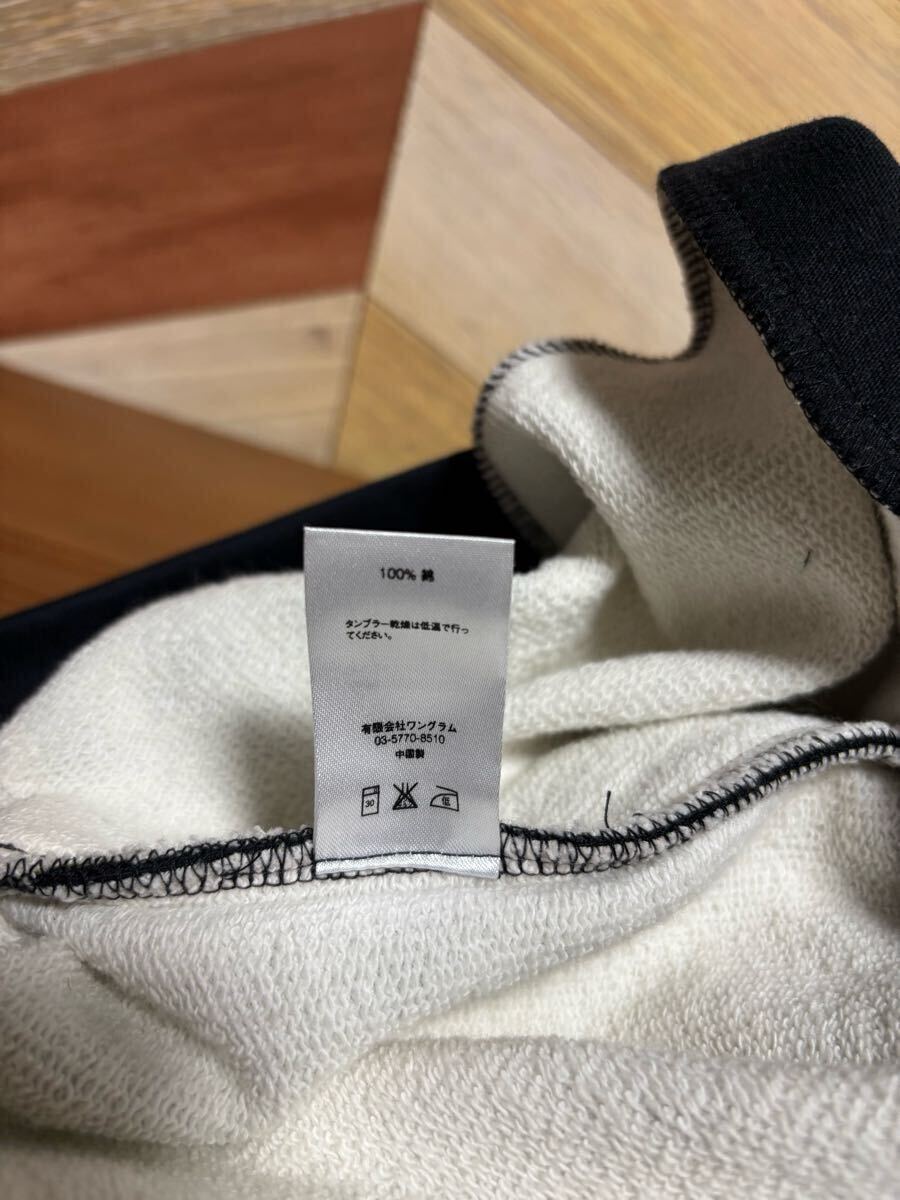 100% 綿
タンブラー乾燥は低温で行っ
てください。
有限会社ワングラム
03-5770-8510
中国製
30
低